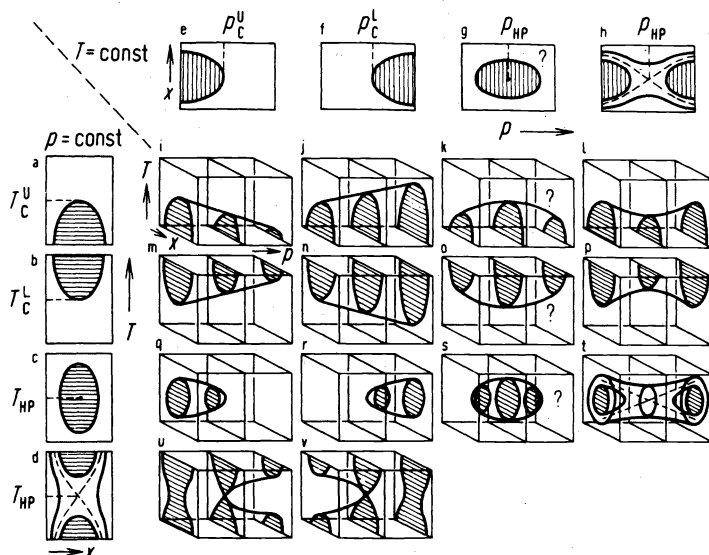 p_C^U p_C^L p_HP p_HP
T = const
e f g h
x ? 
p
p = const
a i j k l
T_C^U T ?
x p
b m n o p
T_C^L T ?
c q r s t
T_HP ?
d u v
T_HP
x